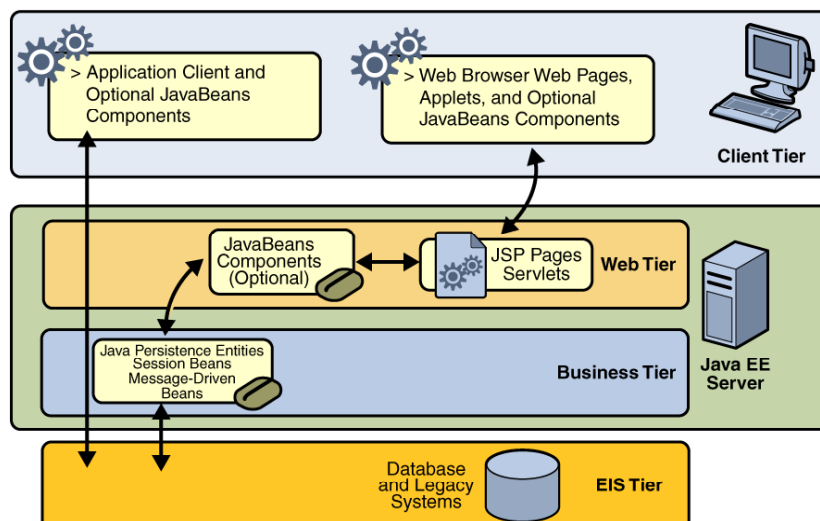 > Application Client and
Optional JavaBeans
Components
> Web Browser Web Pages,
Applets, and Optional
JavaBeans Components
Client Tier
JavaBeans
Components
(Optional)
JSP Pages
Servlets
Web Tier
Java Persistence Entities
Session Beans
Message-Driven
Beans
Business Tier
Java EE
Server
Database
and Legacy
Systems
EIS Tier